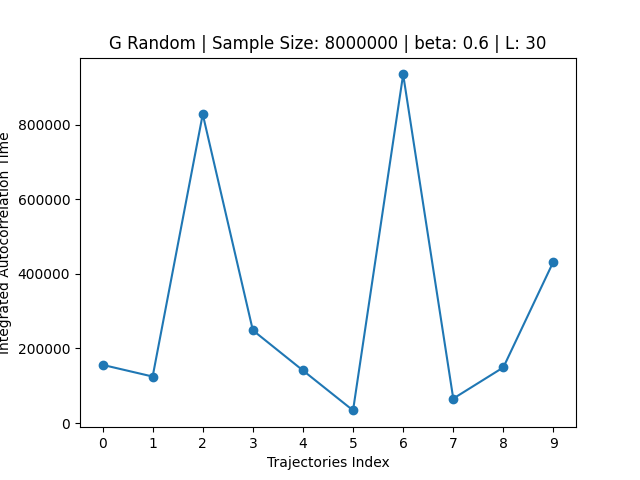 G Random | Sample Size: 8000000 | beta: 0.6 | L: 30
Integrated Autocorrelation Time
800000
600000
400000
200000
0
0 1 2 3 4 5 6 7 8 9
Trajectories Index